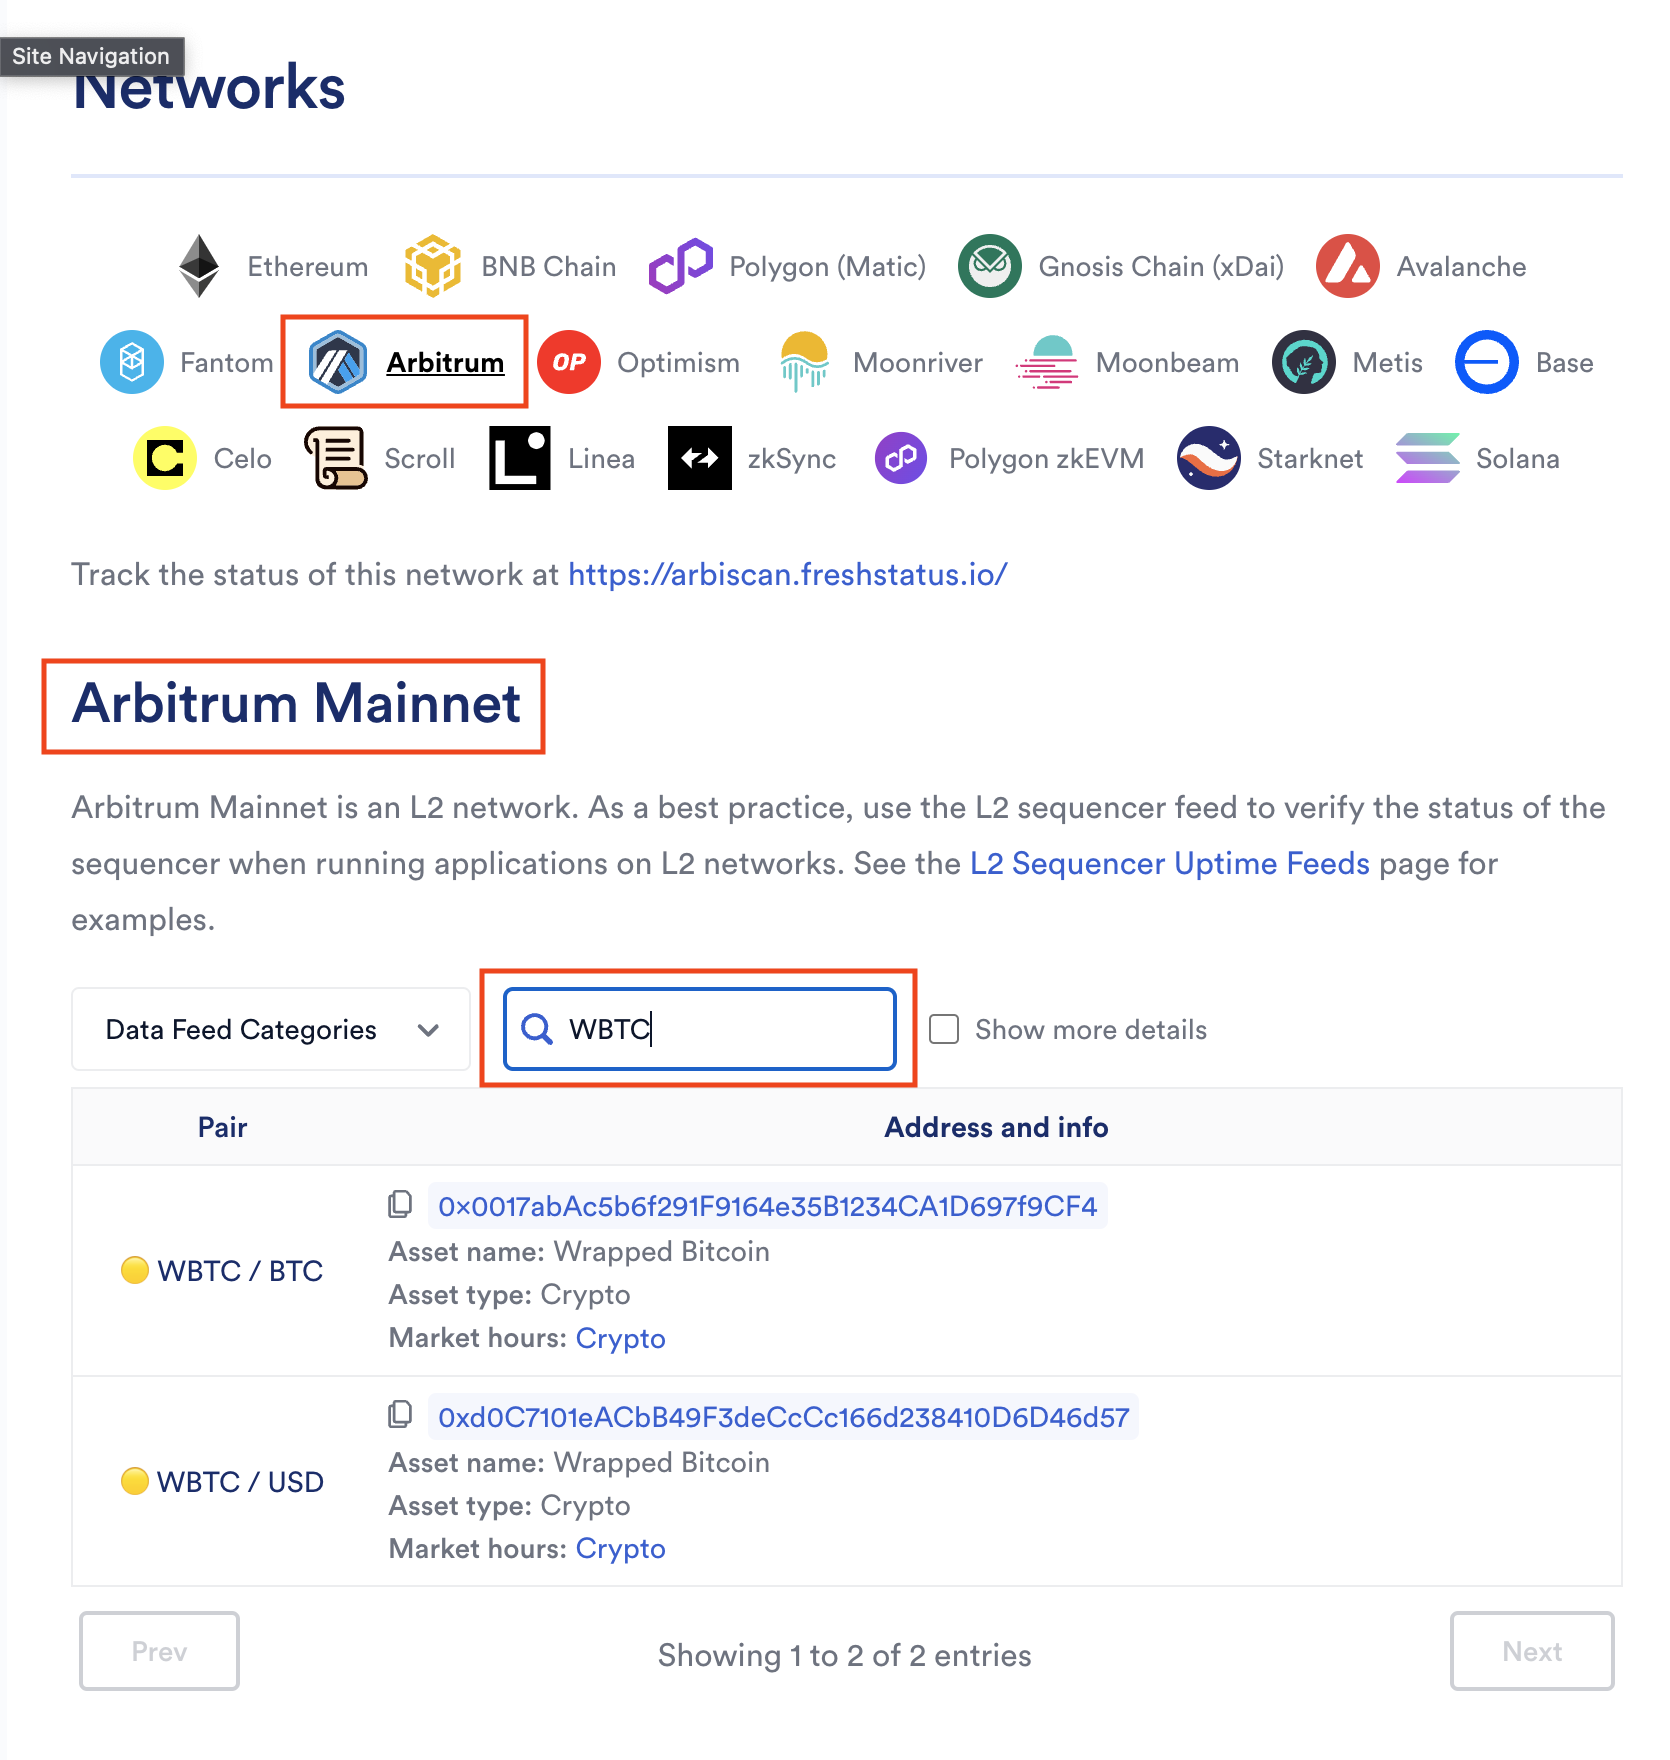 Site Navigation
Networks
Ethereum BNB Chain Polygon (Matic) Gnosis Chain (xDai) Avalanche
Fantom Arbitrum OP Optimism Moonriver Moonbeam Metis Base
Celo Scroll Linea zkSync Polygon zkEVM Starknet Solana
Track the status of this network at https://arbiscan.freshstatus.io/
Arbitrum Mainnet
Arbitrum Mainnet is an L2 network. As a best practice, use the L2 sequencer feed to verify the status of the
sequencer when running applications on L2 networks. See the L2 Sequencer Uptime Feeds page for
examples.
Data Feed Categories WBTC Show more details
Pair Address and info
0x0017abAc5b6f291F9164e35B1234CA1D697f9CF4
Asset name: Wrapped Bitcoin
WBTC / BTC
Asset type: Crypto
Market hours: Crypto
0xd0C7101eACbB49F3deCcCc166d238410D6D46d57
Asset name: Wrapped Bitcoin
WBTC / USD
Asset type: Crypto
Market hours: Crypto
Prev Showing 1 to 2 of 2 entries Next